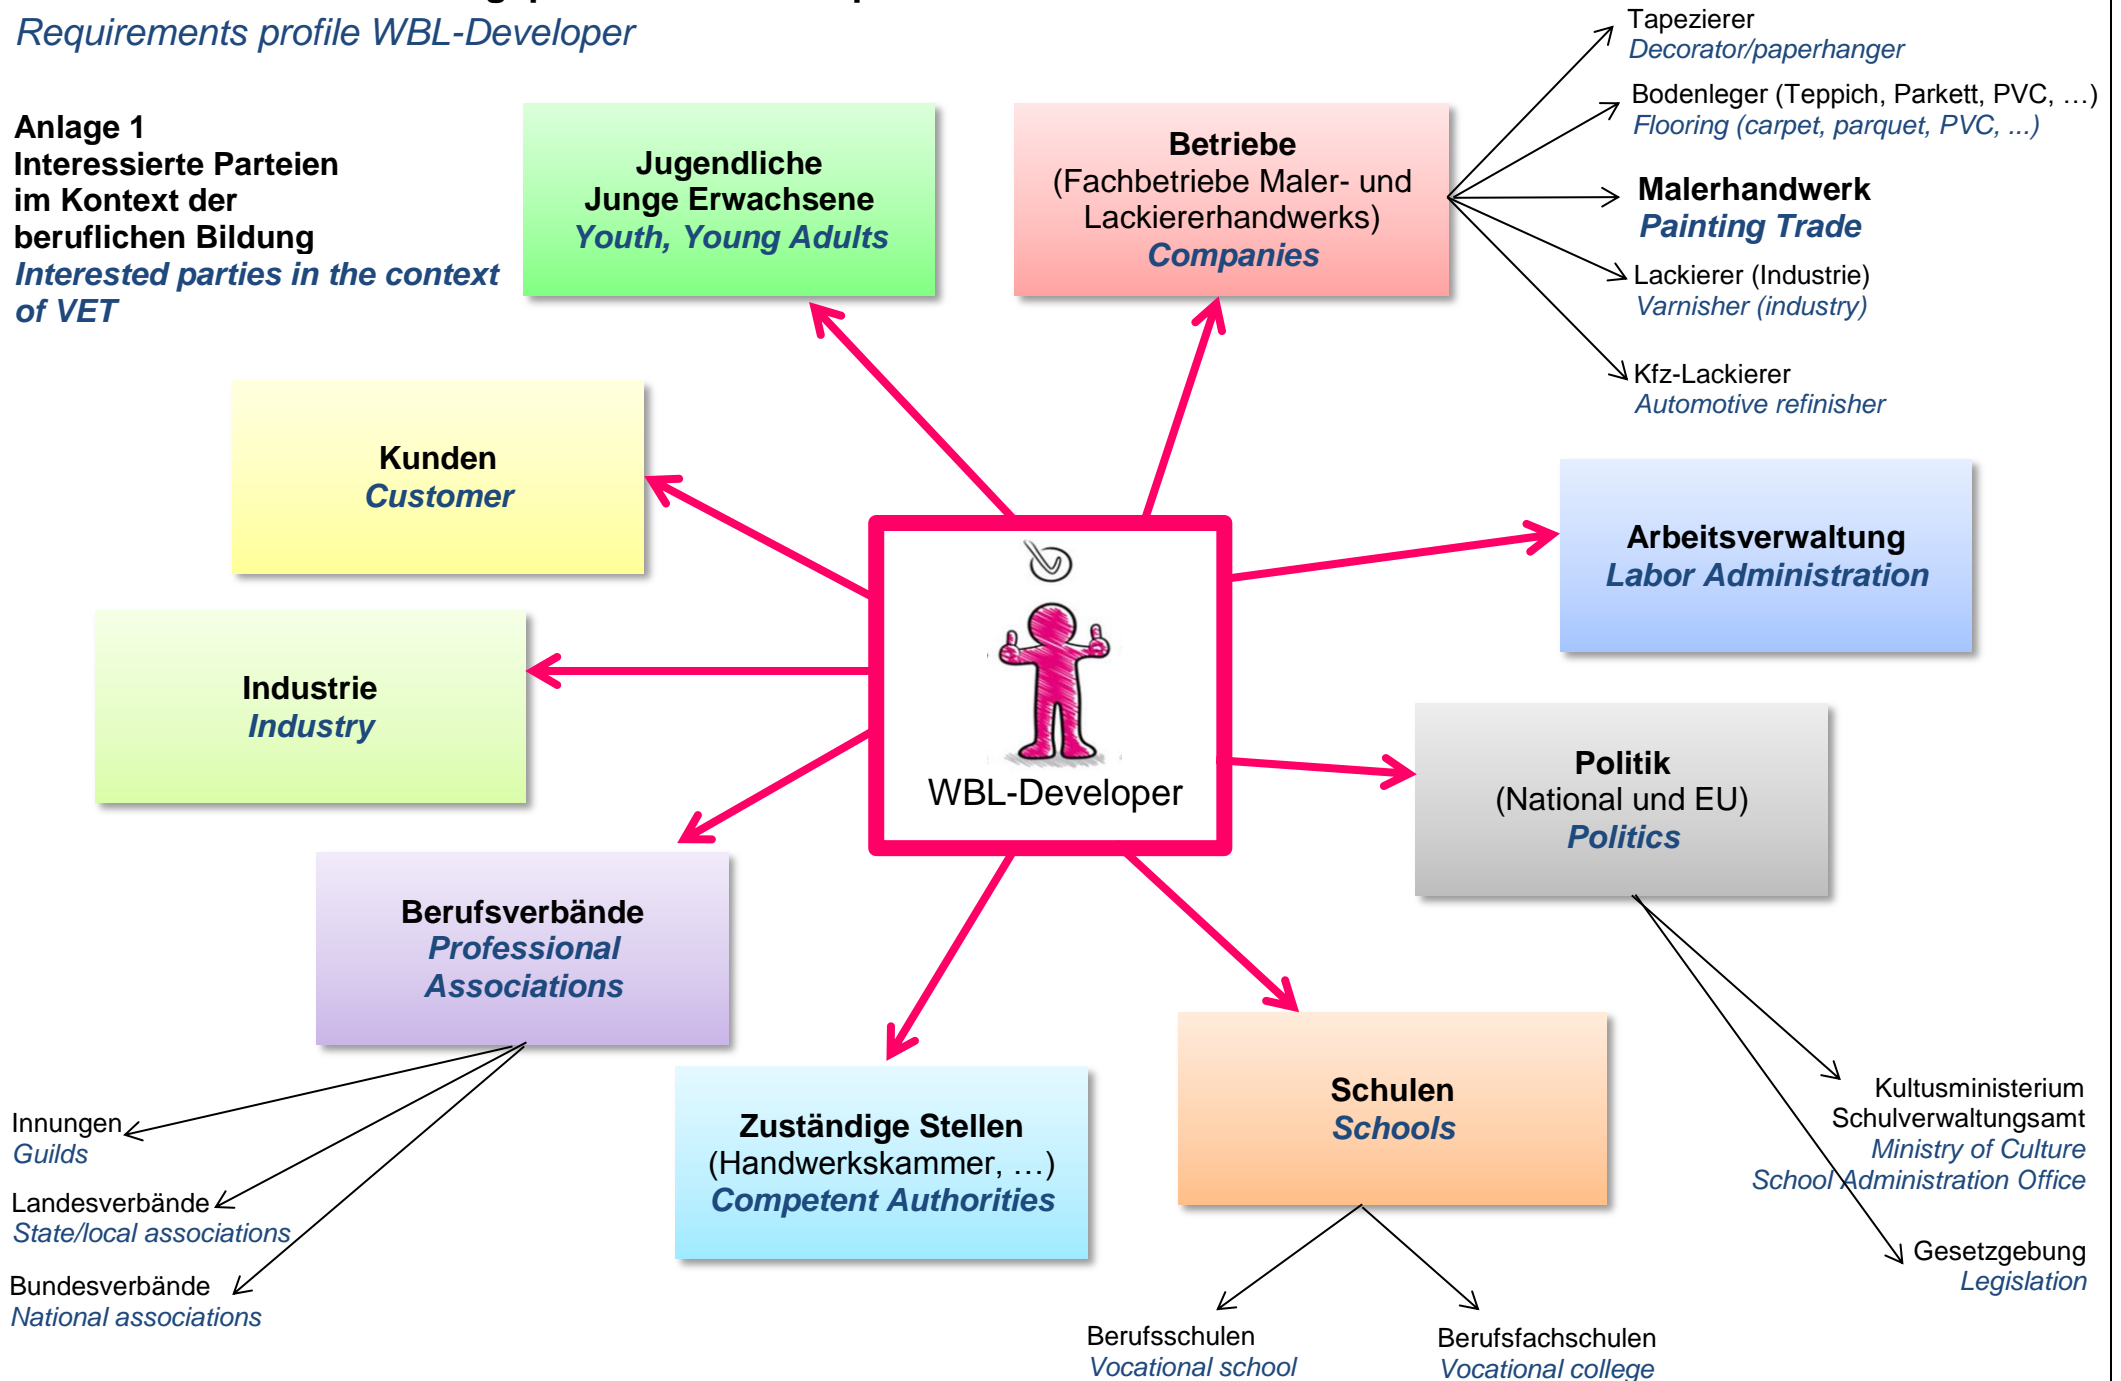 Requirements profile WBL-Developer
Anlage 1
Interessierte Parteien
im Kontext der
beruflichen Bildung
Interested parties in the context
of VET
Jugendliche
Junge Erwachsene
Youth, Young Adults
Betriebe
(Fachbetriebe Maler- und
Lackiererhandwerks)
Companies
Tapezierer
Decorator/paperhanger
Bodenleger (Teppich, Parkett, PVC, …)
Flooring (carpet, parquet, PVC, ...)
Malerhandwerk
Painting Trade
Lackierer (Industrie)
Varnisher (industry)
Kfz-Lackierer
Automotive refinisher
Kunden
Customer
Arbeitsverwaltung
Labor Administration
Industrie
Industry
WBL-Developer
Politik
(National und EU)
Politics
Berufsverbände
Professional
Associations
Zuständige Stellen
(Handwerkskammer, …)
Competent Authorities
Schulen
Schools
Kultusministerium
Schulverwaltungsamt
Ministry of Culture
School Administration Office
Gesetzgebung
Legislation
Innungen
Guilds
Landesverbände
State/local associations
Bundesverbände
National associations
Berufsschulen
Vocational school
Berufsfachschulen
Vocational college